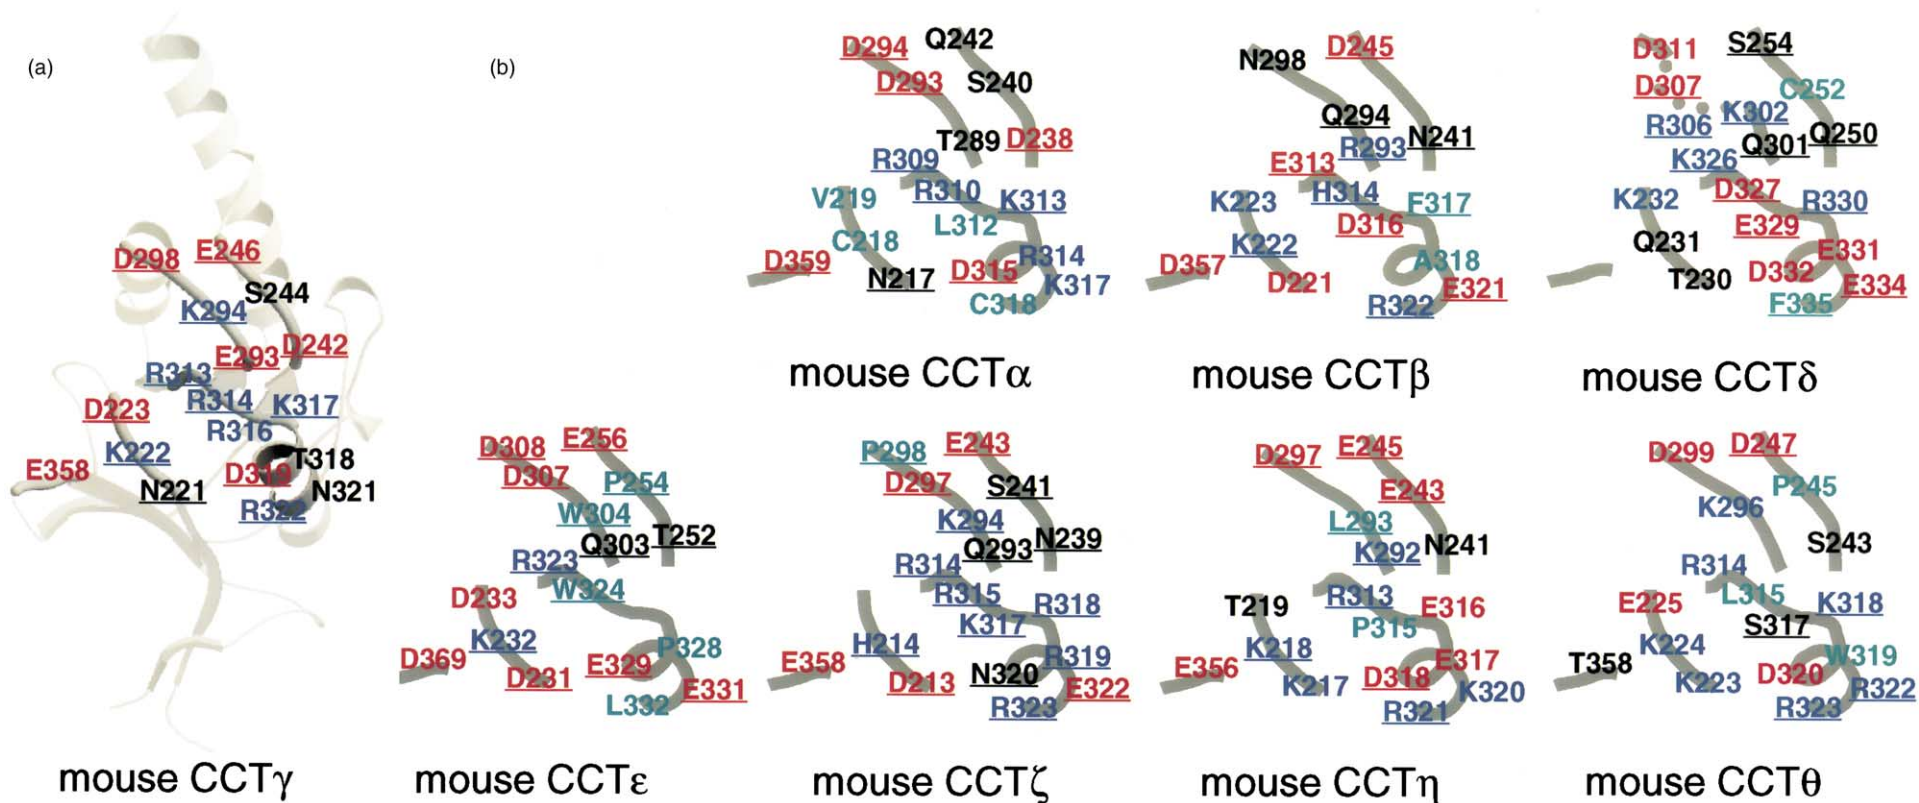 (a)
D298
E246
S244
K294
E293
D242
R313
R314
K317
D223
R316
K222
T318
E358
D319
N221
N321
R322
mouse CCTγ
(b)
D294
Q242
D293
S240
T289
D238
R309
R310
K313
V219
L312
C218
R314
D359
D315
N217
K317
C318
mouse CCTα
N298
D245
Q294
N241
R293
E313
H314
F317
K223
D316
K222
A318
D357
D221
E321
R322
mouse CCTβ
D311
S254
D307
C252
K302
R306
Q301
Q250
K326
D327
R330
K232
E329
Q231
E331
T230
D332
E334
F335
mouse CCTδ
D308
E256
D307
P254
W304
Q303
T252
R323
W324
D233
K232
P328
D369
E329
D231
E331
L332
mouse CCTε
P298
E243
D297
S241
K294
Q293
N239
R314
R315
R318
K317
H214
R319
E358
N320
D213
E322
R323
mouse CCTζ
D297
E245
E243
L293
K292
N241
R313
E316
T219
P315
K218
E317
E356
D318
K217
K320
R321
mouse CCTη
D299
D247
P245
K296
S243
R314
L315
K318
E225
S317
K224
W319
T358
D320
K223
R322
R323
mouse CCTθ